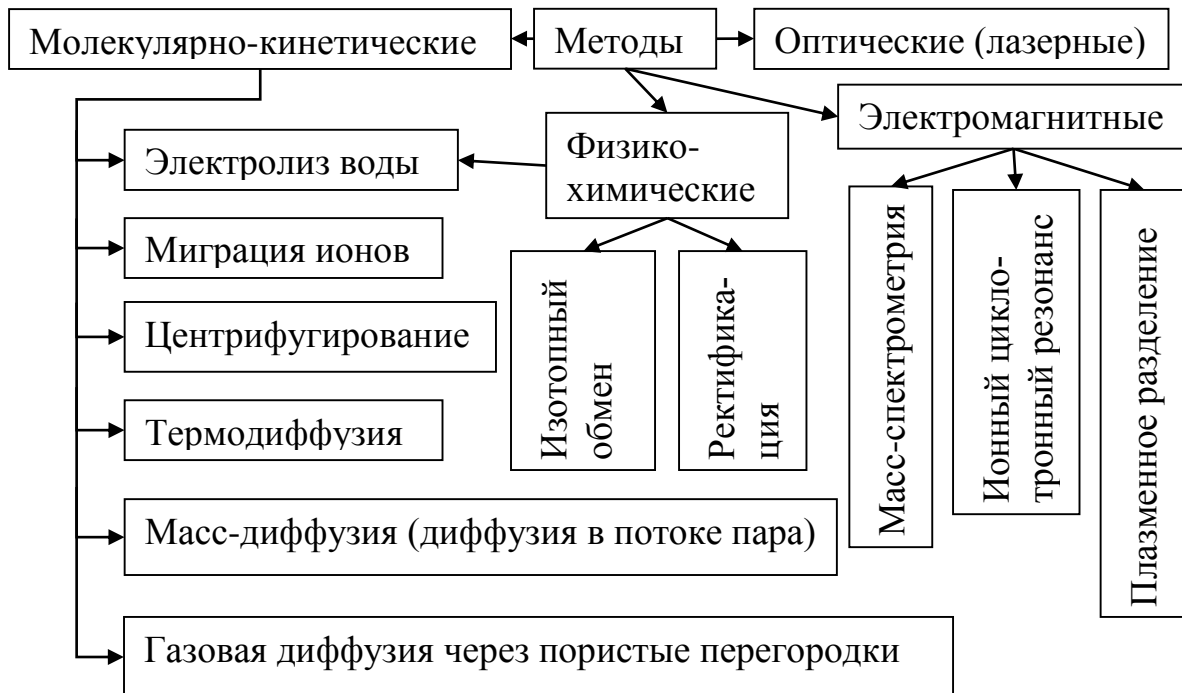 Молекулярно-кинетические
Методы
Оптические (лазерные)
Электромагнитные
Физико-
химические
Электролиз воды
Миграция ионов
Центрифугирование
Термодиффузия
Масс-диффузия (диффузия в потоке пара)
Газовая диффузия через пористые перегородки
Изотопный
обмен
Ректифика-
ция
Масс-спектрометрия
Ионный цикло-
тронный резонанс
Плазменное разделение